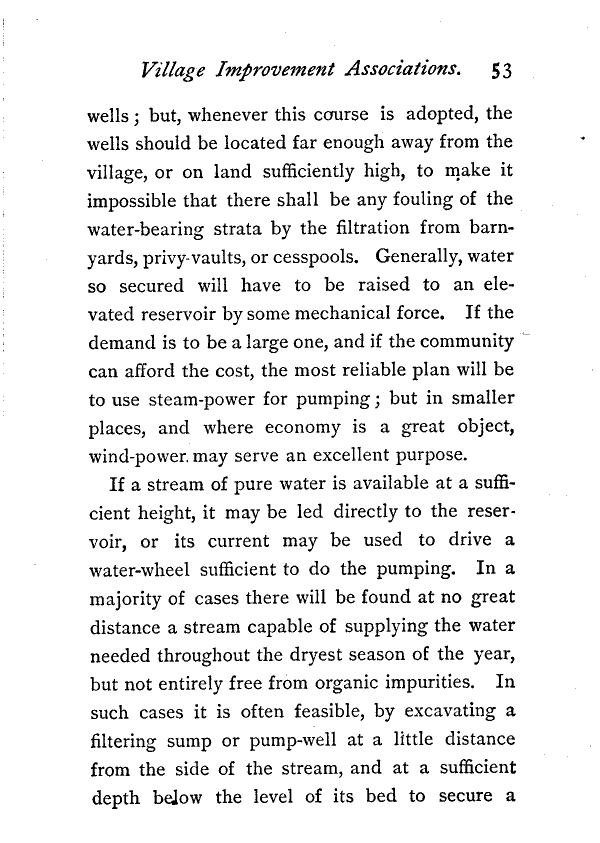 Village Improvement Associations. 53
wells ; but, whenever this course is adopted, the
wells should be located far enough away from the
village, or on land sufficiently high, to make it
impossible that there shall be any fouling of the
water-bearing strata by the filtration from barn-
yards, privy-vaults, or cesspools. Generally, water
so secured will have to be raised to an ele-
vated reservoir by some mechanical force. If the
demand is to be a large one, and if the community
can afford the cost, the most reliable plan will be
to use steam-power for pumping ; but in smaller
places, and where economy is a great object,
wind-power. may serve an excellent purpose.
If a stream of pure water is available at a suffi-
cient height, it may be led directly to the reser-
voir, or its current may be used to drive a
water-wheel sufficient to do the pumping. In a
majority of cases there will be found at no great
distance a stream capable of supplying the water
needed throughout the dryest season of the year,
but not entirely free from organic impurities. In
such cases it is often feasible, by excavating a
filtering sump or pump-well at a little distance
from the side of the stream, and at a sufficient
depth below the level of its bed to secure a